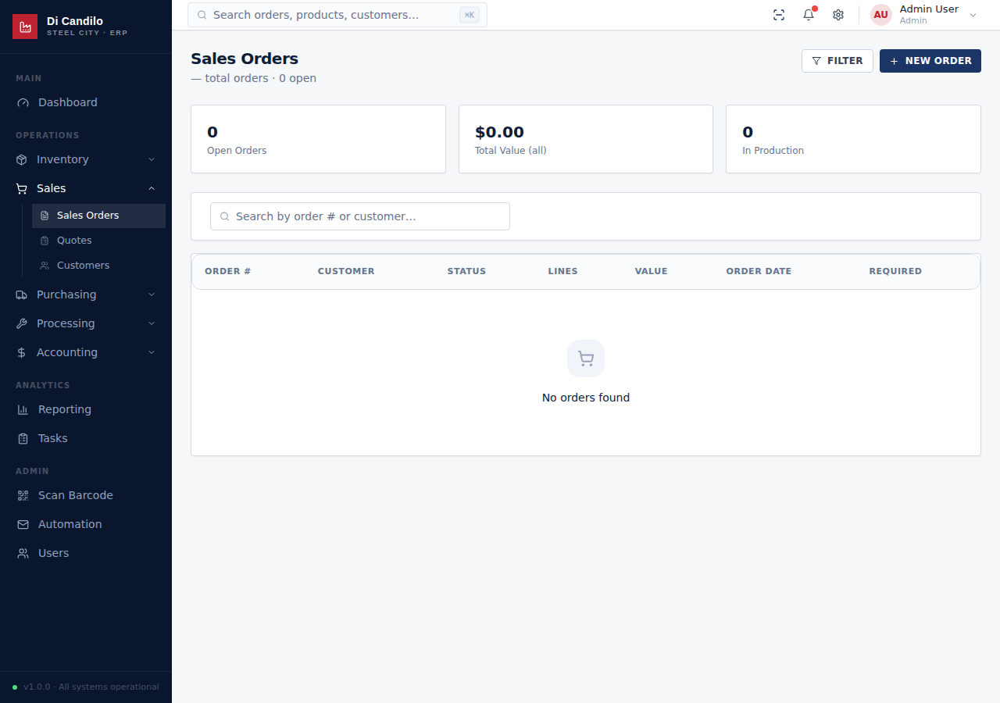 Di Candilo
STEEL CITY · ERP
MAIN
Dashboard
OPERATIONS
Inventory
Sales
Sales Orders
Quotes
Customers
Purchasing
Processing
Accounting
ANALYTICS
Reporting
Tasks
ADMIN
Scan Barcode
Automation
Users
v1.0.0 · All systems operational
Search orders, products, customers…
⌘K
AU
Admin User
Admin
Sales Orders
— total orders · 0 open
FILTER
NEW ORDER
0
Open Orders
$0.00
Total Value (all)
0
In Production
Search by order # or customer…
ORDER # CUSTOMER STATUS LINES VALUE ORDER DATE REQUIRED
No orders found